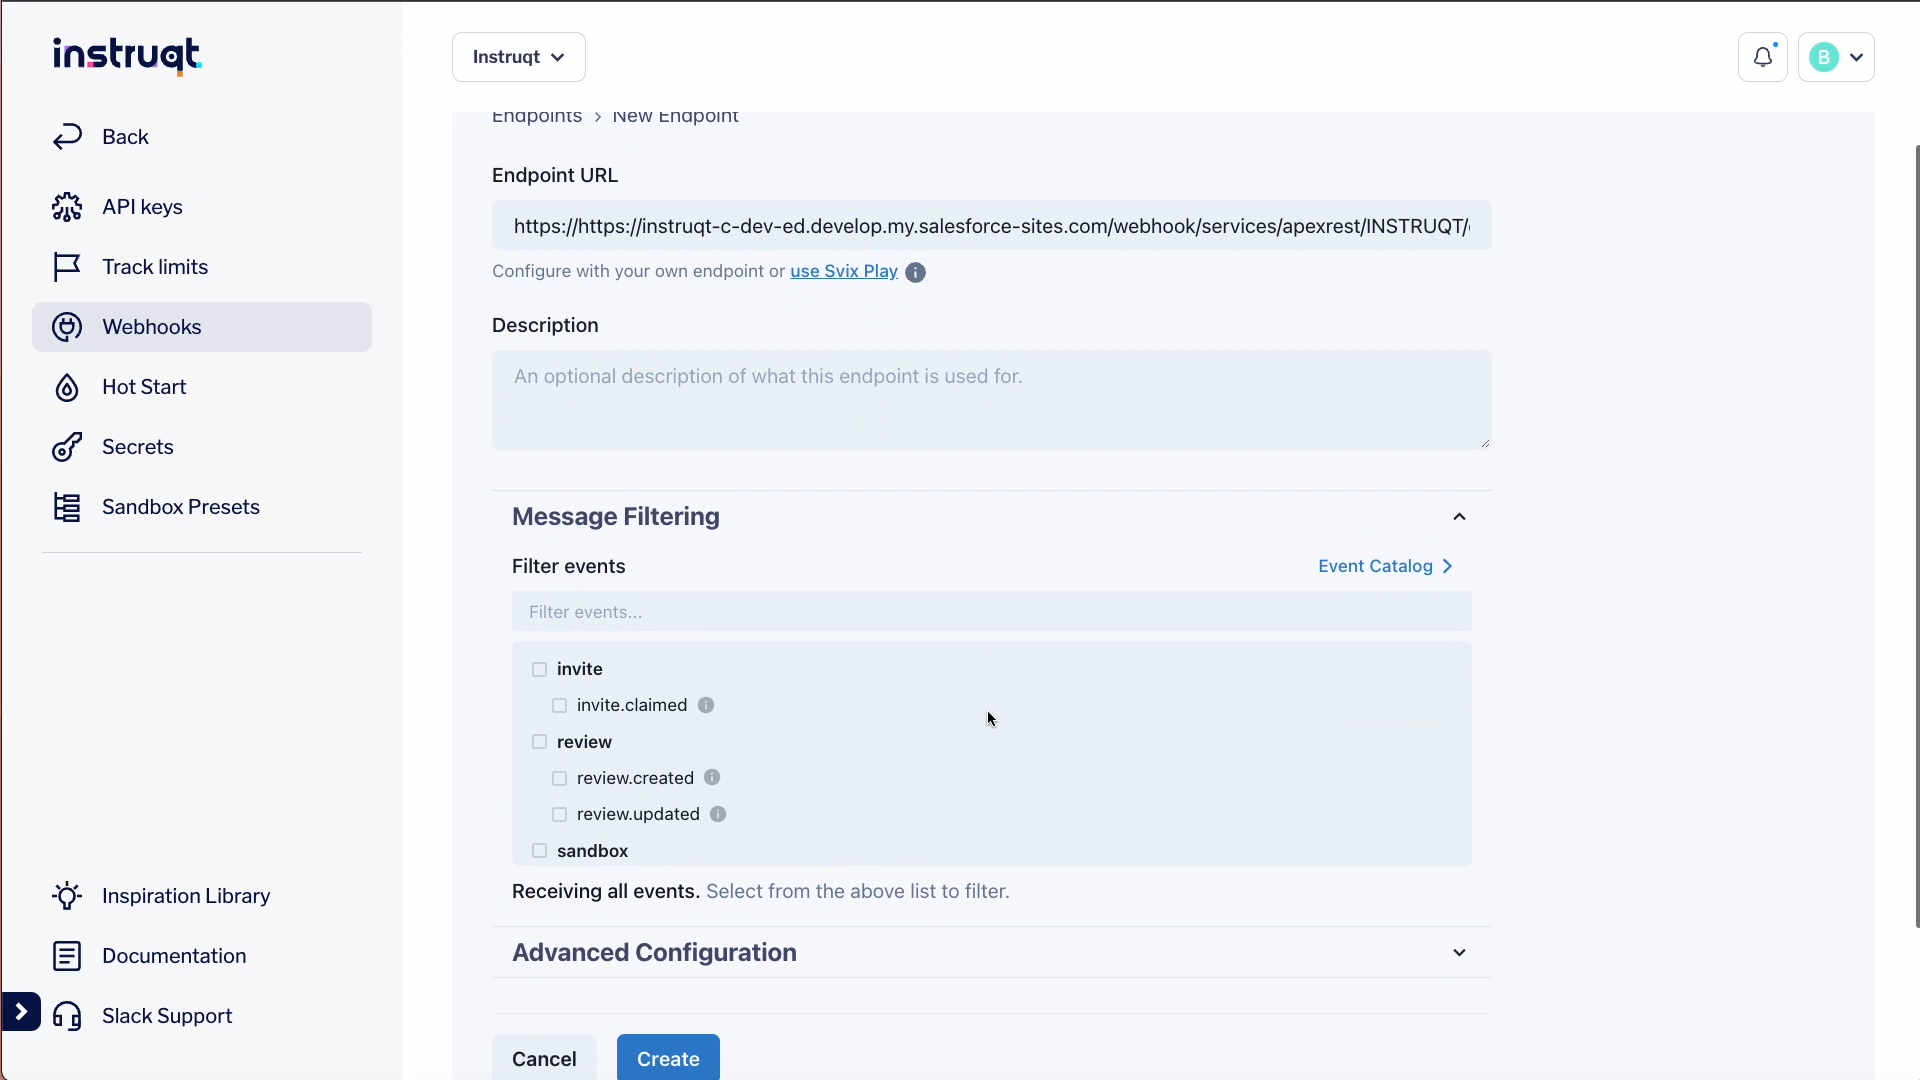 instruqt
Back
API keys
Track limits
Webhooks
Hot Start
Secrets
Sandbox Presets
Inspiration Library
Documentation
Slack Support
Instruqt
B
Endpoints > New Endpoint
Endpoint URL
https://https://instruqt-c-dev-ed.develop.my.salesforce-sites.com/webhook/services/apexrest/INSTRUQT/
Configure with your own endpoint or use Svix Play
Description
An optional description of what this endpoint is used for.
Message Filtering
Filter events
Event Catalog >
Filter events...
invite
invite.claimed
review
review.created
review.updated
sandbox
Receiving all events. Select from the above list to filter.
Advanced Configuration
Cancel
Create